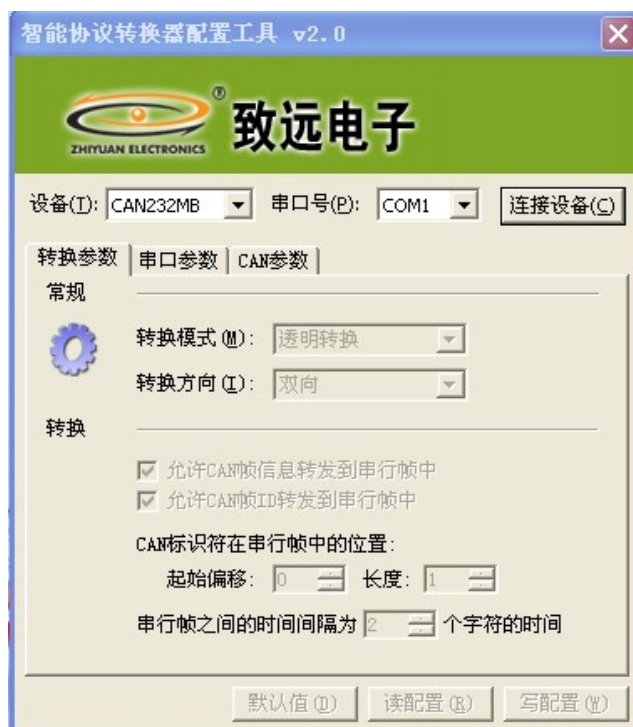 智能协议转换器配置工具 v2.0
®
致远电子
ZHIYUAN ELECTRONICS
设备(T): CAN232MB 串口号(P): COM1 连接设备(C)
转换参数 串口参数 CAN参数
常规
转换模式(M): 透明转换
转换方向(I): 双向
转换
允许CAN帧信息转发到串行帧中
允许CAN帧ID转发到串行帧中
CAN标识符在串行帧中的位置:
起始偏移: 0 长度: 1
串行帧之间的时间间隔为 2 个字符的时间
默认值(D) 读配置(R) 写配置(W)